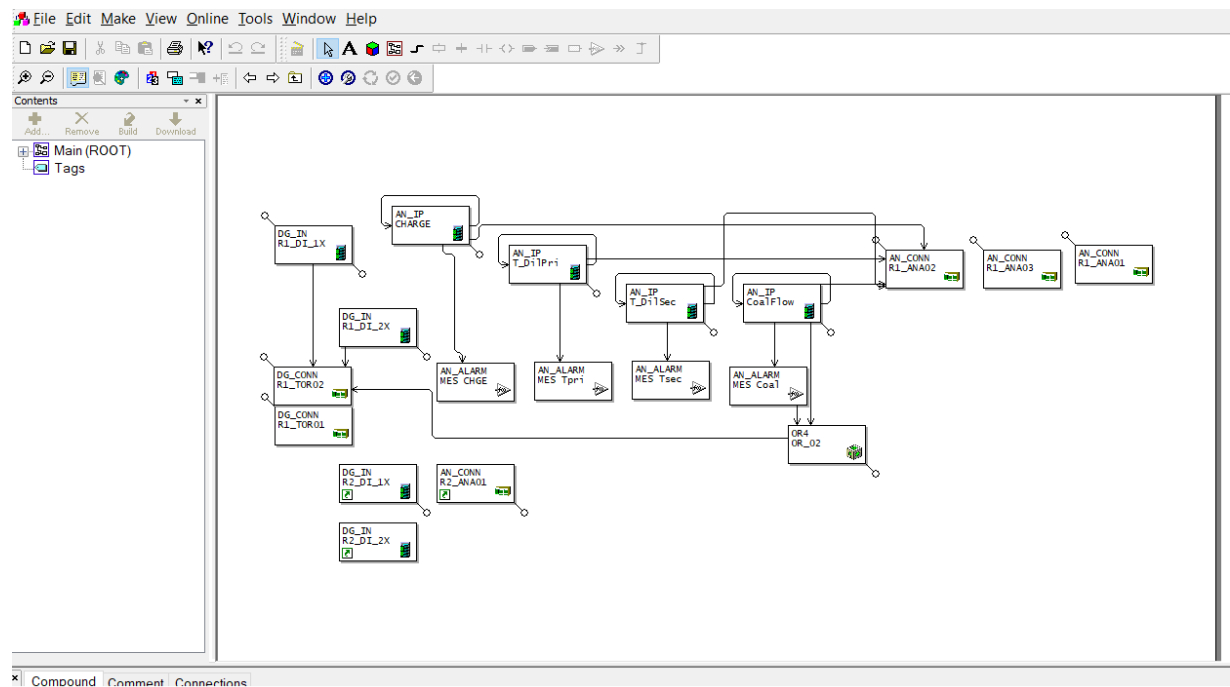 File Edit Make View Online Tools Window Help
Contents
Add... Remove Build Download
Main (ROOT)
Tags
AN_IP
CHARGE
DG_IN
R1_DI_1X
AN_IP
T_DilPri
AN_CONN
R1_ANA02
AN_CONN
R1_ANA03
AN_CONN
R1_ANA01
AN_IP
T_DilSec
AN_IP
CoalFlow
DG_IN
R1_DI_2X
DG_CONN
R1_TOR02
AN_ALARM
MES CHGE
AN_ALARM
MES Tpri
AN_ALARM
MES Tsec
AN_ALARM
MES Coal
DG_CONN
R1_TOR01
OR4
OR_02
DG_IN
R2_DI_1X
AN_CONN
R2_ANA01
DG_IN
R2_DI_2X
Compound Comment Connections